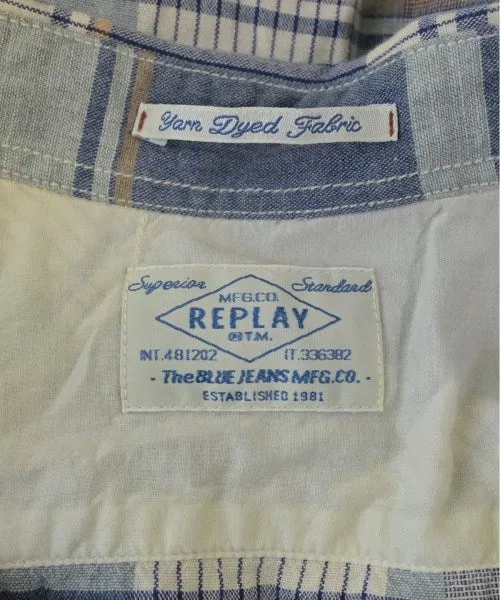 Yarn Dyed Fabric
Superior Standard
MFG.CO.
REPLAY
@T.M.
INT.481202 IT.336382
- The BLUE JEANS MFG.CO. -
ESTABLISHED 1981